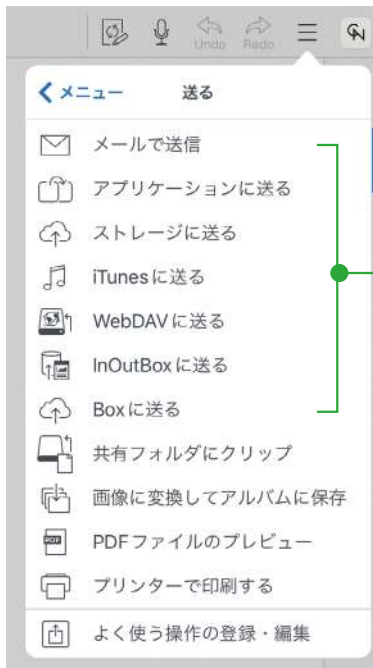 Undo
Redo
メニュー
送る
メールで送信
アプリケーションに送る
ストレージに送る
iTunesに送る
WebDAVに送る
InOutBoxに送る
Boxに送る
共有フォルダにクリップ
画像に変換してアルバムに保存
PDF
PDFファイルのプレビュー
プリンターで印刷する
よく使う操作の登録・編集